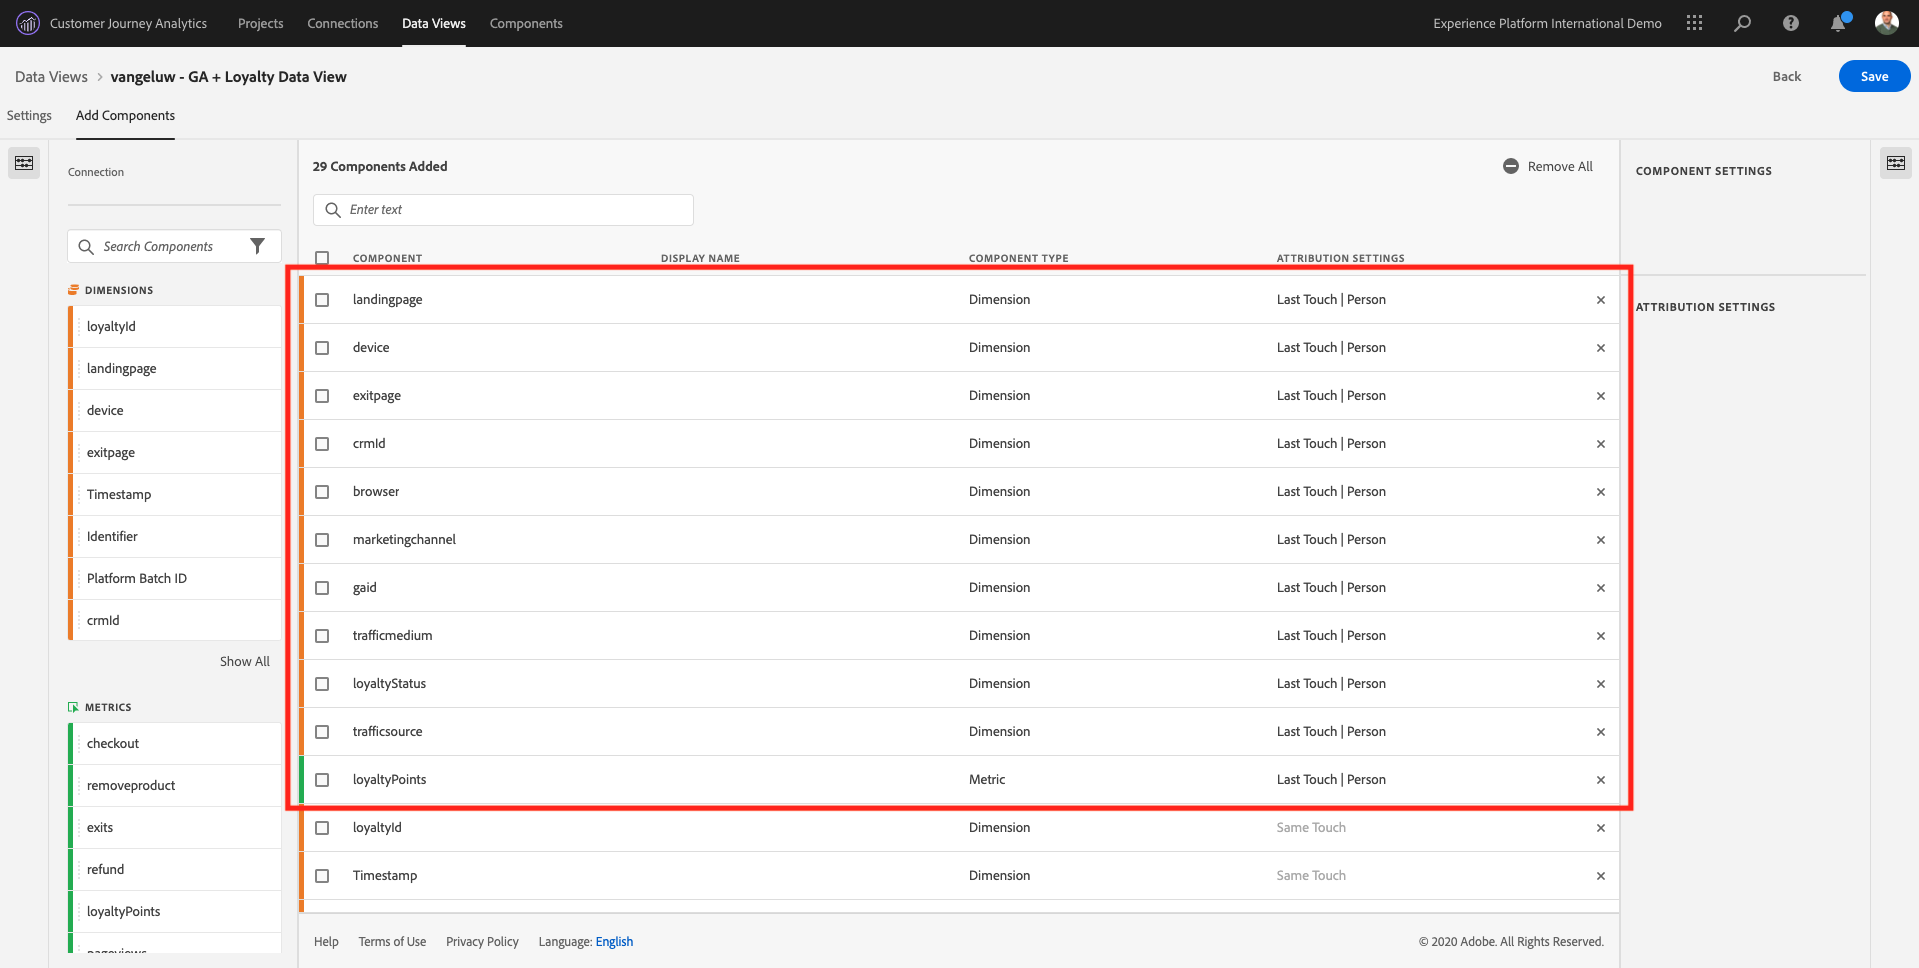 Customer Journey Analytics Projects Connections Data Views Components Experience Platform International Demo
Data Views > vangeluw - GA + Loyalty Data View Back Save
Settings Add Components
Connection
Search Components
DIMENSIONS
loyaltyId
landingpage
device
exitpage
Timestamp
Identifier
Platform Batch ID
crmId
Show All
METRICS
checkout
removeproduct
exits
refund
loyaltyPoints
pageviews
29 Components Added Remove All
Enter text
COMPONENT DISPLAY NAME COMPONENT TYPE ATTRIBUTION SETTINGS
landingpage Dimension Last Touch | Person
device Dimension Last Touch | Person
exitpage Dimension Last Touch | Person
crmId Dimension Last Touch | Person
browser Dimension Last Touch | Person
marketingchannel Dimension Last Touch | Person
gaid Dimension Last Touch | Person
trafficmedium Dimension Last Touch | Person
loyaltyStatus Dimension Last Touch | Person
trafficsource Dimension Last Touch | Person
loyaltyPoints Metric Last Touch | Person
loyaltyId Dimension Same Touch
Timestamp Dimension Same Touch
Help Terms of Use Privacy Policy Language: English © 2020 Adobe. All Rights Reserved.
COMPONENT SETTINGS
ATTRIBUTION SETTINGS